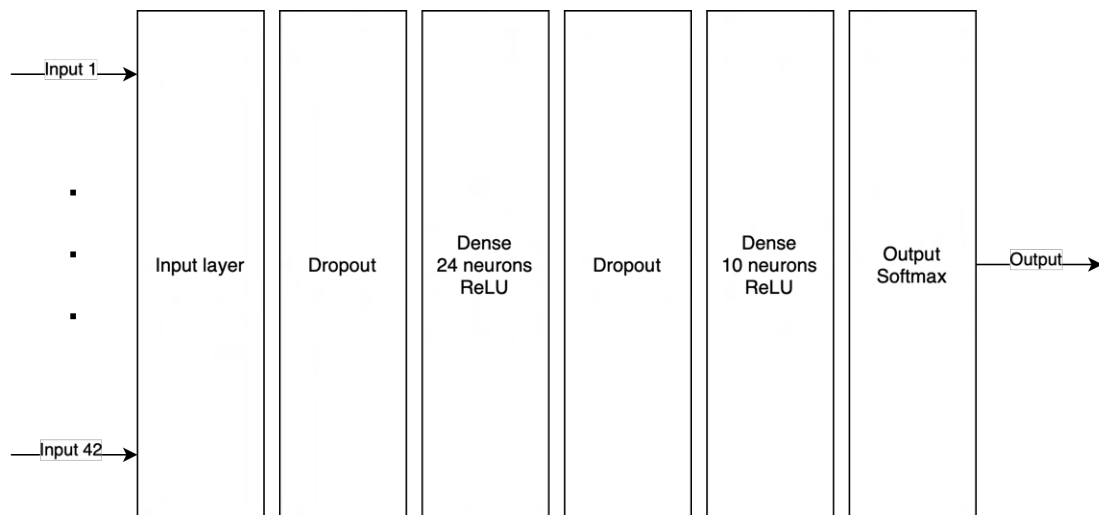 Input 1
Input 42
Input layer
Dropout
Dense
24 neurons
ReLU
Dropout
Dense
10 neurons
ReLU
Output
Softmax
Output